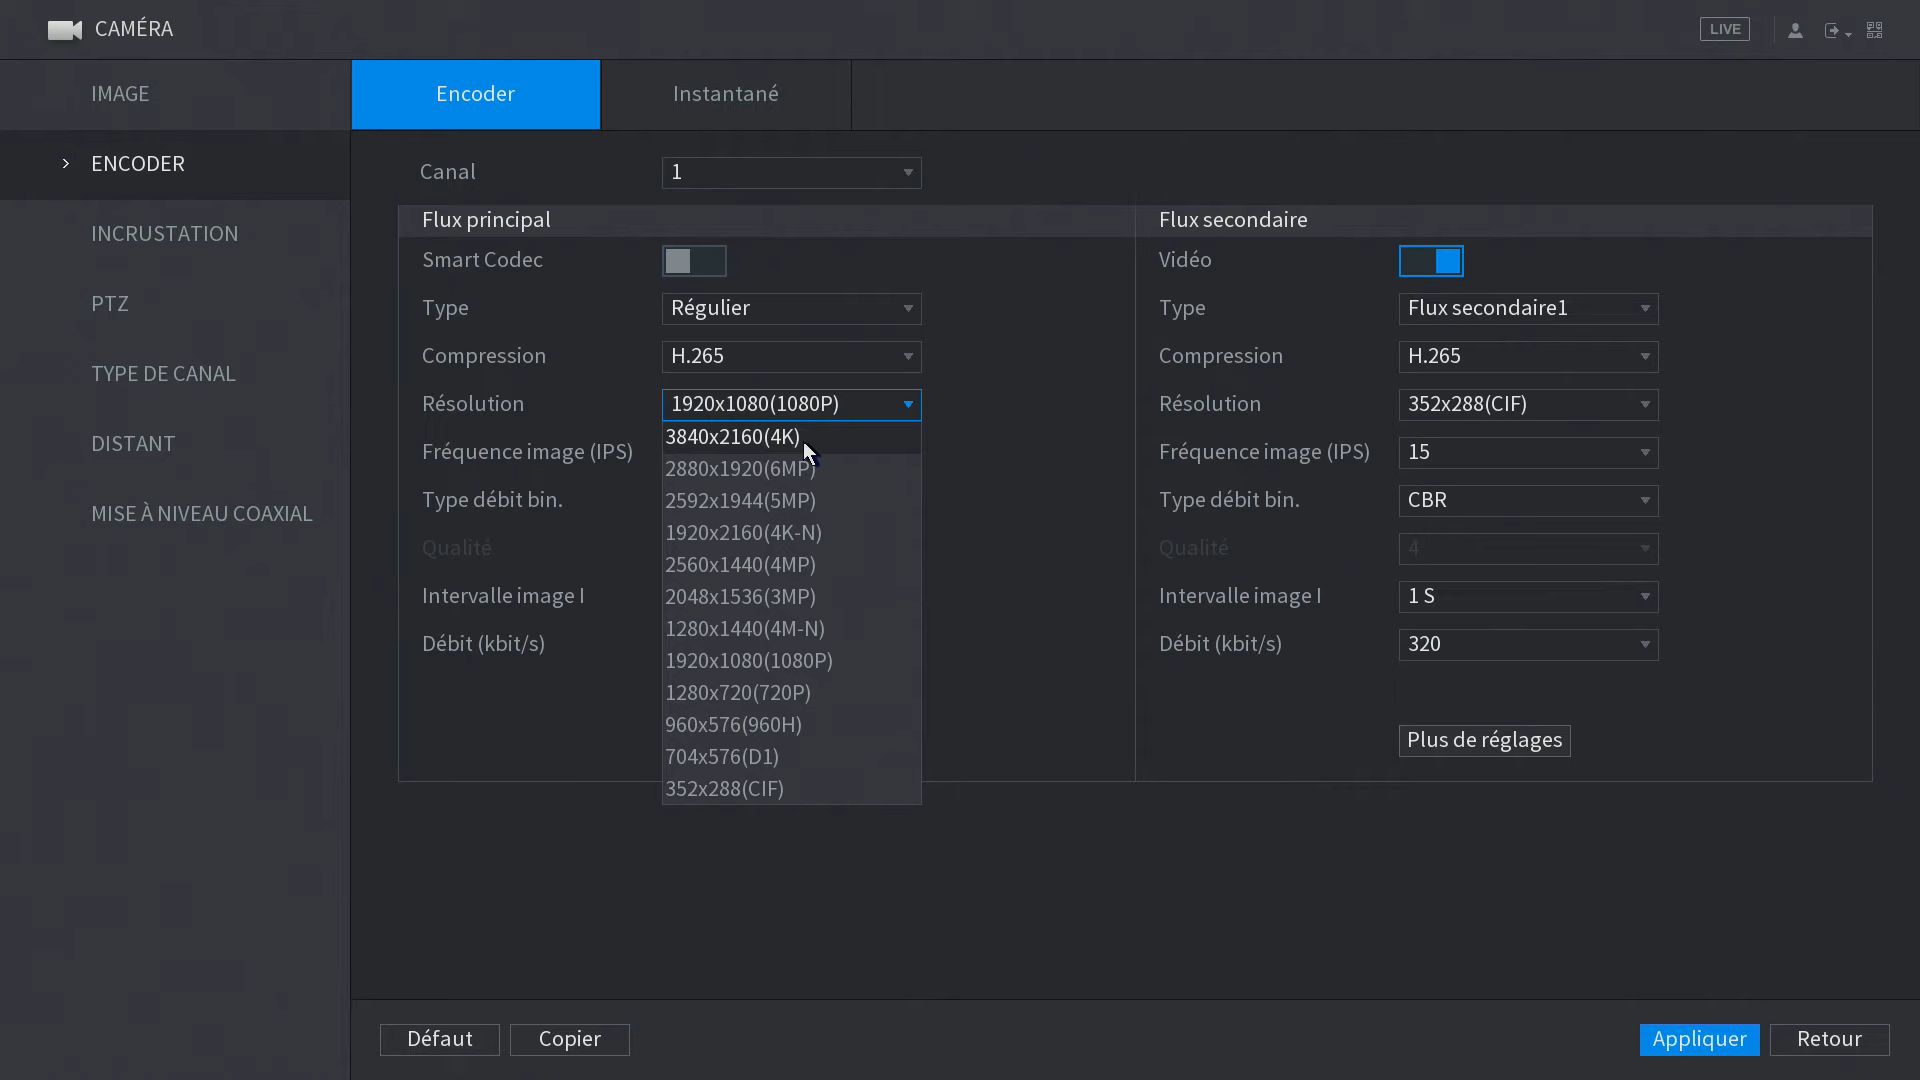 CAMÉRA
LIVE
IMAGE
ENCODER
INCRUSTATION
PTZ
TYPE DE CANAL
DISTANT
MISE À NIVEAU COAXIAL
Encoder
Instantané
Canal
1
Flux principal
Smart Codec
Type
Régulier
Compression
H.265
Résolution
1920x1080(1080P)
3840x2160(4K)
2880x1920(6MP)
2592x1944(5MP)
1920x2160(4K-N)
2560x1440(4MP)
2048x1536(3MP)
1280x1440(4M-N)
1920x1080(1080P)
1280x720(720P)
960x576(960H)
704x576(D1)
352x288(CIF)
Fréquence image (IPS)
Type débit bin.
Qualité
Intervalle image I
Débit (kbit/s)
Flux secondaire
Vidéo
Type
Flux secondaire1
Compression
H.265
Résolution
352x288(CIF)
Fréquence image (IPS)
15
Type débit bin.
CBR
Qualité
4
Intervalle image I
1 S
Débit (kbit/s)
320
Plus de réglages
Défaut
Copier
Appliquer
Retour